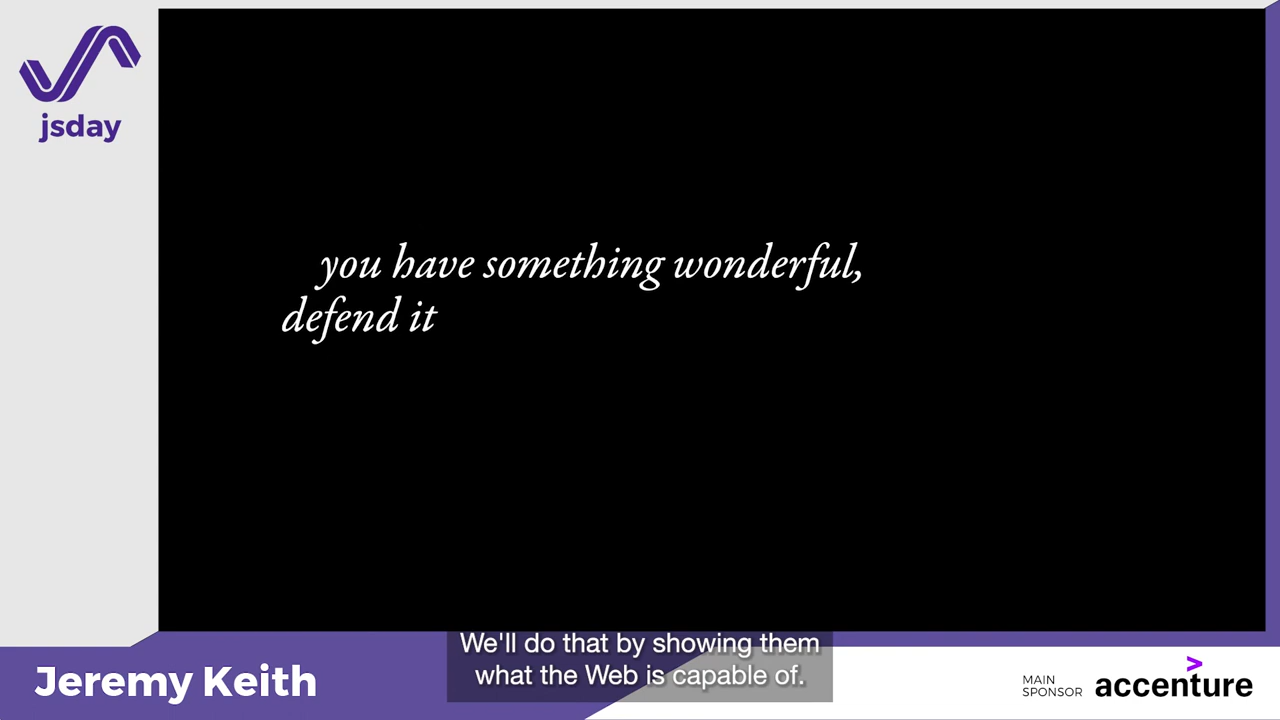 jsday
you have something wonderful,
defend it
We'll do that by showing them
what the Web is capable of.
Jeremy Keith
MAIN
SPONSOR
accenture